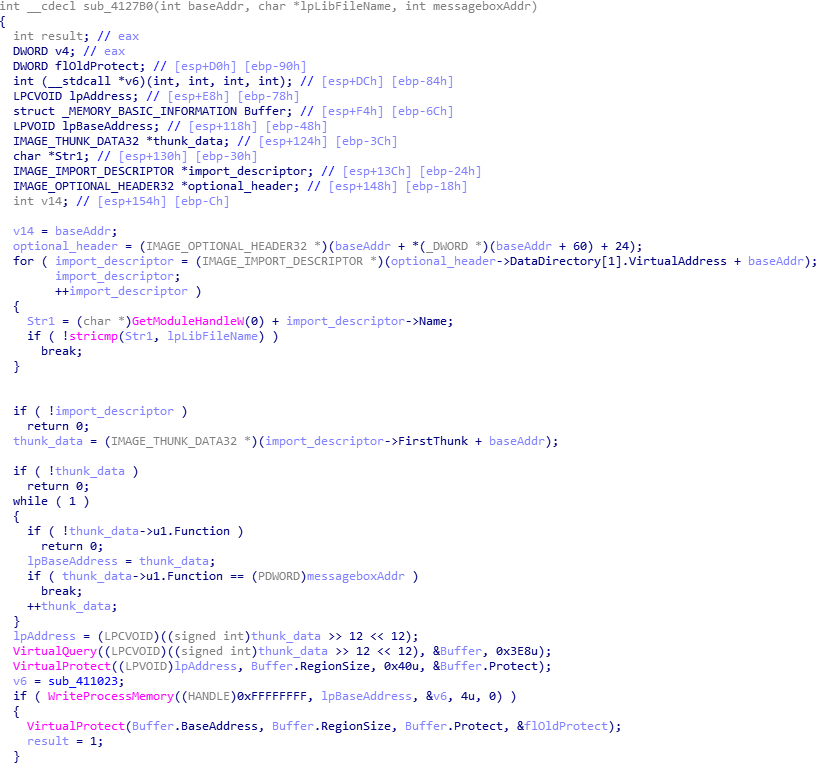 int __cdecl sub_4127B0(int baseAddr, char *lpLibFileName, int messageboxAddr)
{
  int result; // eax
  DWORD v4; // eax
  DWORD flOldProtect; // [esp+D0h] [ebp-90h]
  int (__stdcall *v6)(int, int, int, int); // [esp+DCh] [ebp-84h]
  LPCVOID lpAddress; // [esp+E8h] [ebp-78h]
  struct _MEMORY_BASIC_INFORMATION Buffer; // [esp+F4h] [ebp-6Ch]
  LPVOID lpBaseAddress; // [esp+118h] [ebp-48h]
  IMAGE_THUNK_DATA32 *thunk_data; // [esp+124h] [ebp-3Ch]
  char *Str1; // [esp+130h] [ebp-30h]
  IMAGE_IMPORT_DESCRIPTOR *import_descriptor; // [esp+13Ch] [ebp-24h]
  IMAGE_OPTIONAL_HEADER32 *optional_header; // [esp+148h] [ebp-18h]
  int v14; // [esp+154h] [ebp-Ch]

  v14 = baseAddr;
  optional_header = (IMAGE_OPTIONAL_HEADER32 *)(baseAddr + *(_DWORD *)(baseAddr + 60) + 24);
  for ( import_descriptor = (IMAGE_IMPORT_DESCRIPTOR *)(optional_header->DataDirectory[1].VirtualAddress + baseAddr);
        import_descriptor;
        ++import_descriptor )
  {
    Str1 = (char *)GetModuleHandleW(0) + import_descriptor->Name;
    if ( !stricmp(Str1, lpLibFileName) )
      break;
  }

  if ( !import_descriptor )
    return 0;
  thunk_data = (IMAGE_THUNK_DATA32 *)(import_descriptor->FirstThunk + baseAddr);

  if ( !thunk_data )
    return 0;
  while ( 1 )
  {
    if ( !thunk_data->u1.Function )
      return 0;
    lpBaseAddress = thunk_data;
    if ( thunk_data->u1.Function == (PDWORD)messageboxAddr )
      break;
    ++thunk_data;
  }
  lpAddress = (LPCVOID)((signed int)thunk_data >> 12 << 12);
  VirtualQuery((LPCVOID)((signed int)thunk_data >> 12 << 12), &Buffer, 0x3E8u);
  VirtualProtect((LPVOID)lpAddress, Buffer.RegionSize, 0x40u, &Buffer.Protect);
  v6 = sub_411023;
  if ( WriteProcessMemory((HANDLE)0xFFFFFFFF, lpBaseAddress, &v6, 4u, 0) )
  {
    VirtualProtect(Buffer.BaseAddress, Buffer.RegionSize, Buffer.Protect, &flOldProtect);
    result = 1;
  }